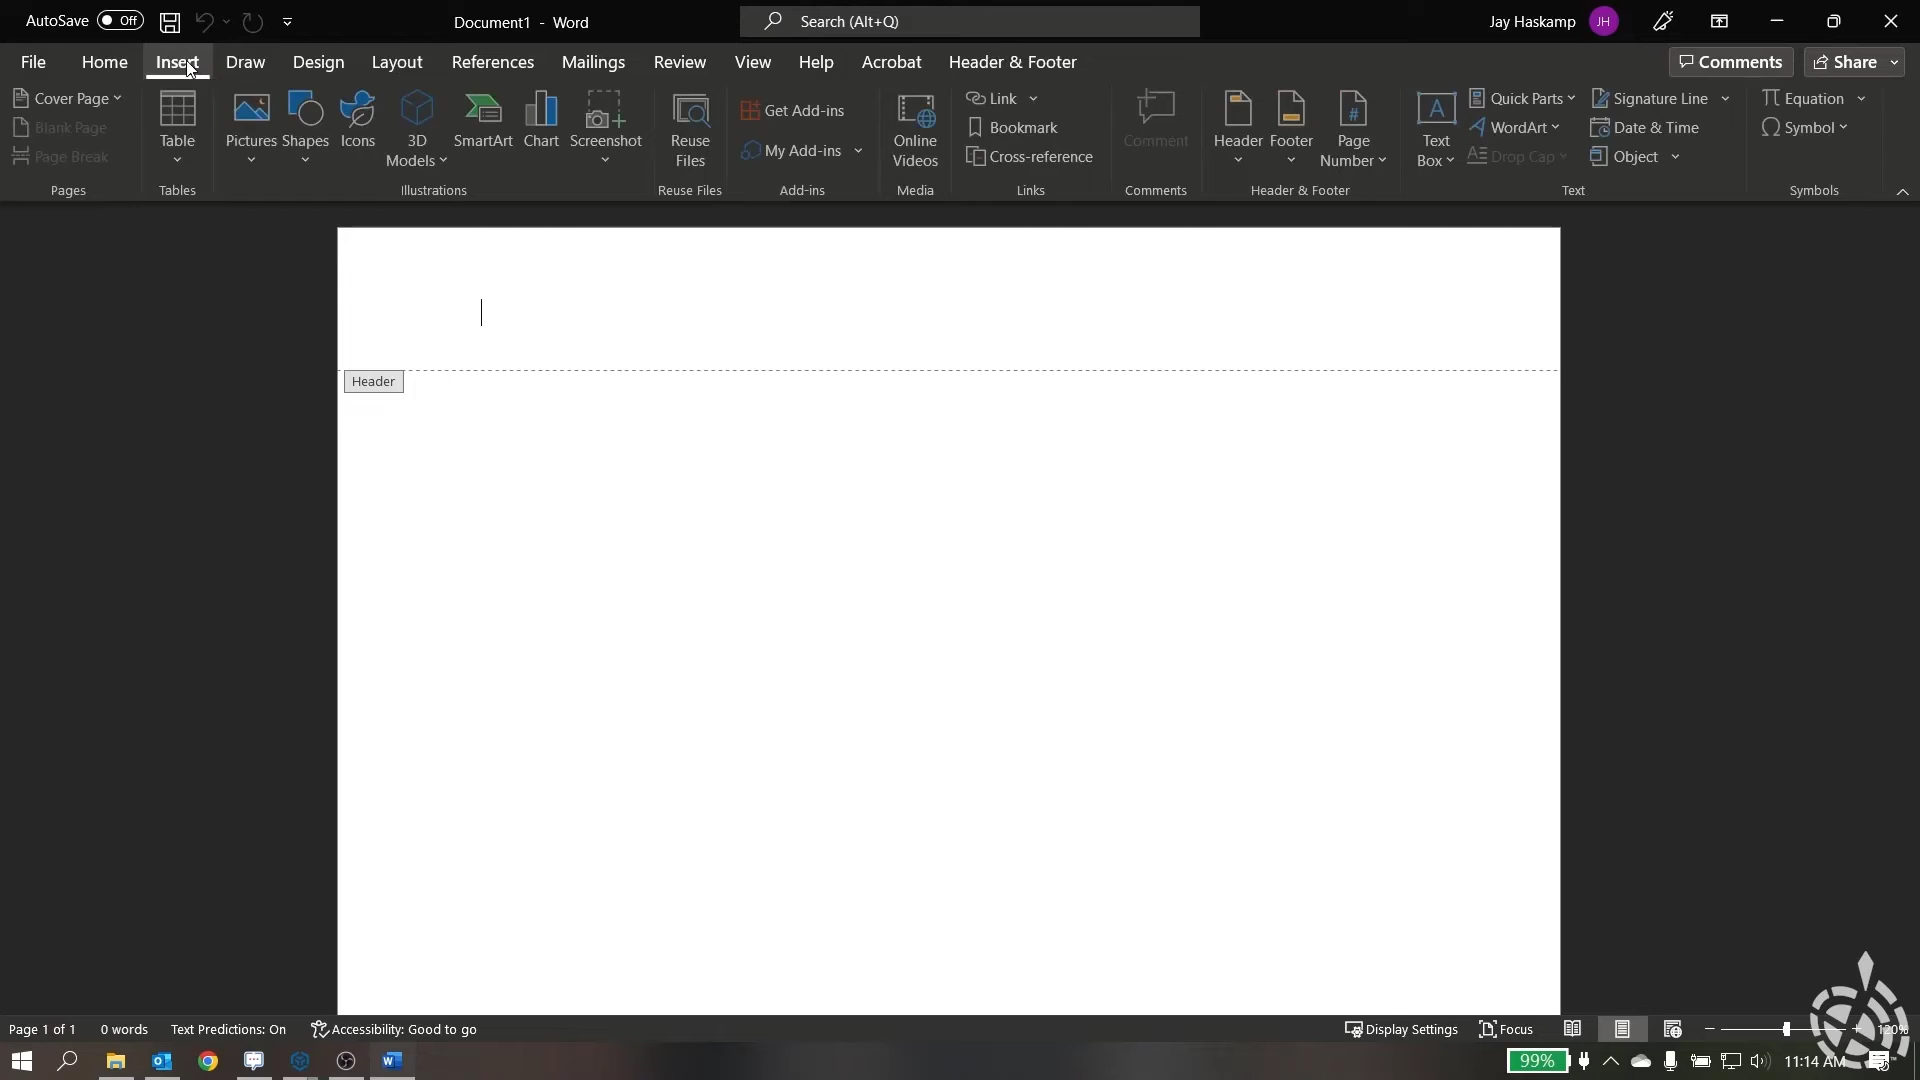 AutoSave Off Document1 - Word Search (Alt+Q) Jay Haskamp JH
File Home Insert Draw Design Layout References Mailings Review View Help Acrobat Header & Footer Comments Share
Cover Page
Blank Page
Page Break
Pages
Table
Tables
Pictures
Shapes
Icons
3D
Models
SmartArt
Chart
Screenshot
Illustrations
Reuse
Files
Reuse Files
Get Add-ins
My Add-ins
Add-ins
Online
Videos
Media
Link
Bookmark
Cross-reference
Links
Comment
Comments
Header
Footer
Page
Number
Header & Footer
Text
Box
Quick Parts
WordArt
Drop Cap
Signature Line
Date & Time
Object
Text
Equation
Symbol
Symbols
Header
Page 1 of 1 0 words Text Predictions: On Accessibility: Good to go Display Settings Focus 120%
99% 11:14 AM